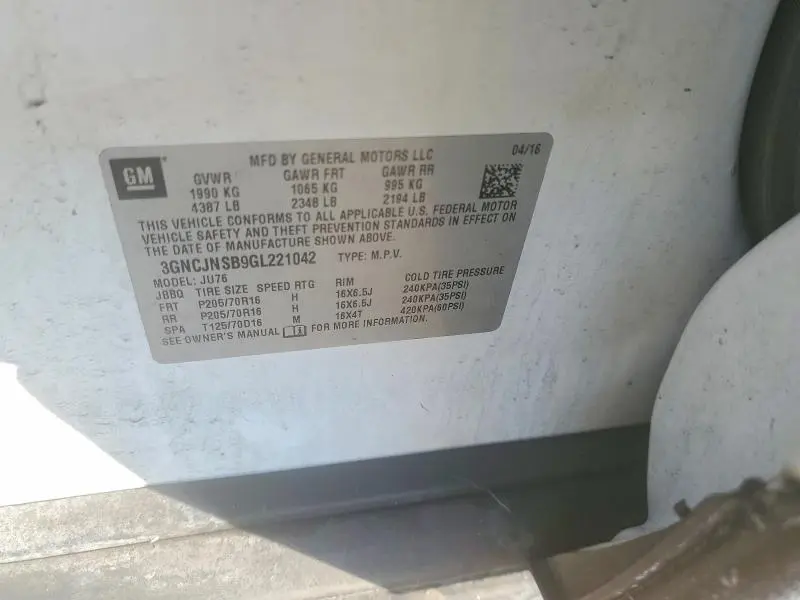 GM
MFD BY GENERAL MOTORS LLC 04/16
GVWR GAWR FRT GAWR RR
1990 KG 1065 KG 995 KG
4387 LB 2348 LB 2194 LB
THIS VEHICLE CONFORMS TO ALL APPLICABLE U.S. FEDERAL MOTOR
VEHICLE SAFETY AND THEFT PREVENTION STANDARDS IN EFFECT ON
THE DATE OF MANUFACTURE SHOWN ABOVE.
3GNCJNSB9GL221042 TYPE: M.P.V.
MODEL: JU76
JBBQ TIRE SIZE SPEED RTG RIM COLD TIRE PRESSURE
FRT P205/70R16 H 16X6.5J 240KPA(35PSI)
RR P205/70R16 H 16X6.5J 240KPA(35PSI)
SPA T125/70D16 M 16X4T 420KPA(60PSI)
SEE OWNER'S MANUAL FOR MORE INFORMATION.